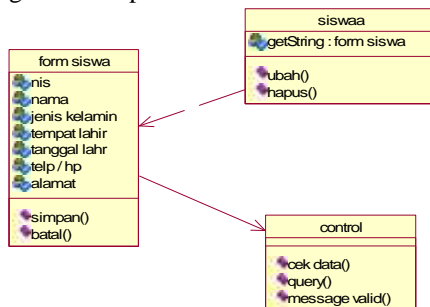 siswaa
getString : form siswa
ubah()
hapus()
form siswa
nis
nama
jenis kelamin
tempat lahir
tanggal lahr
telp / hp
alamat
simpan()
batal()
control
cek data()
query()
message valid()